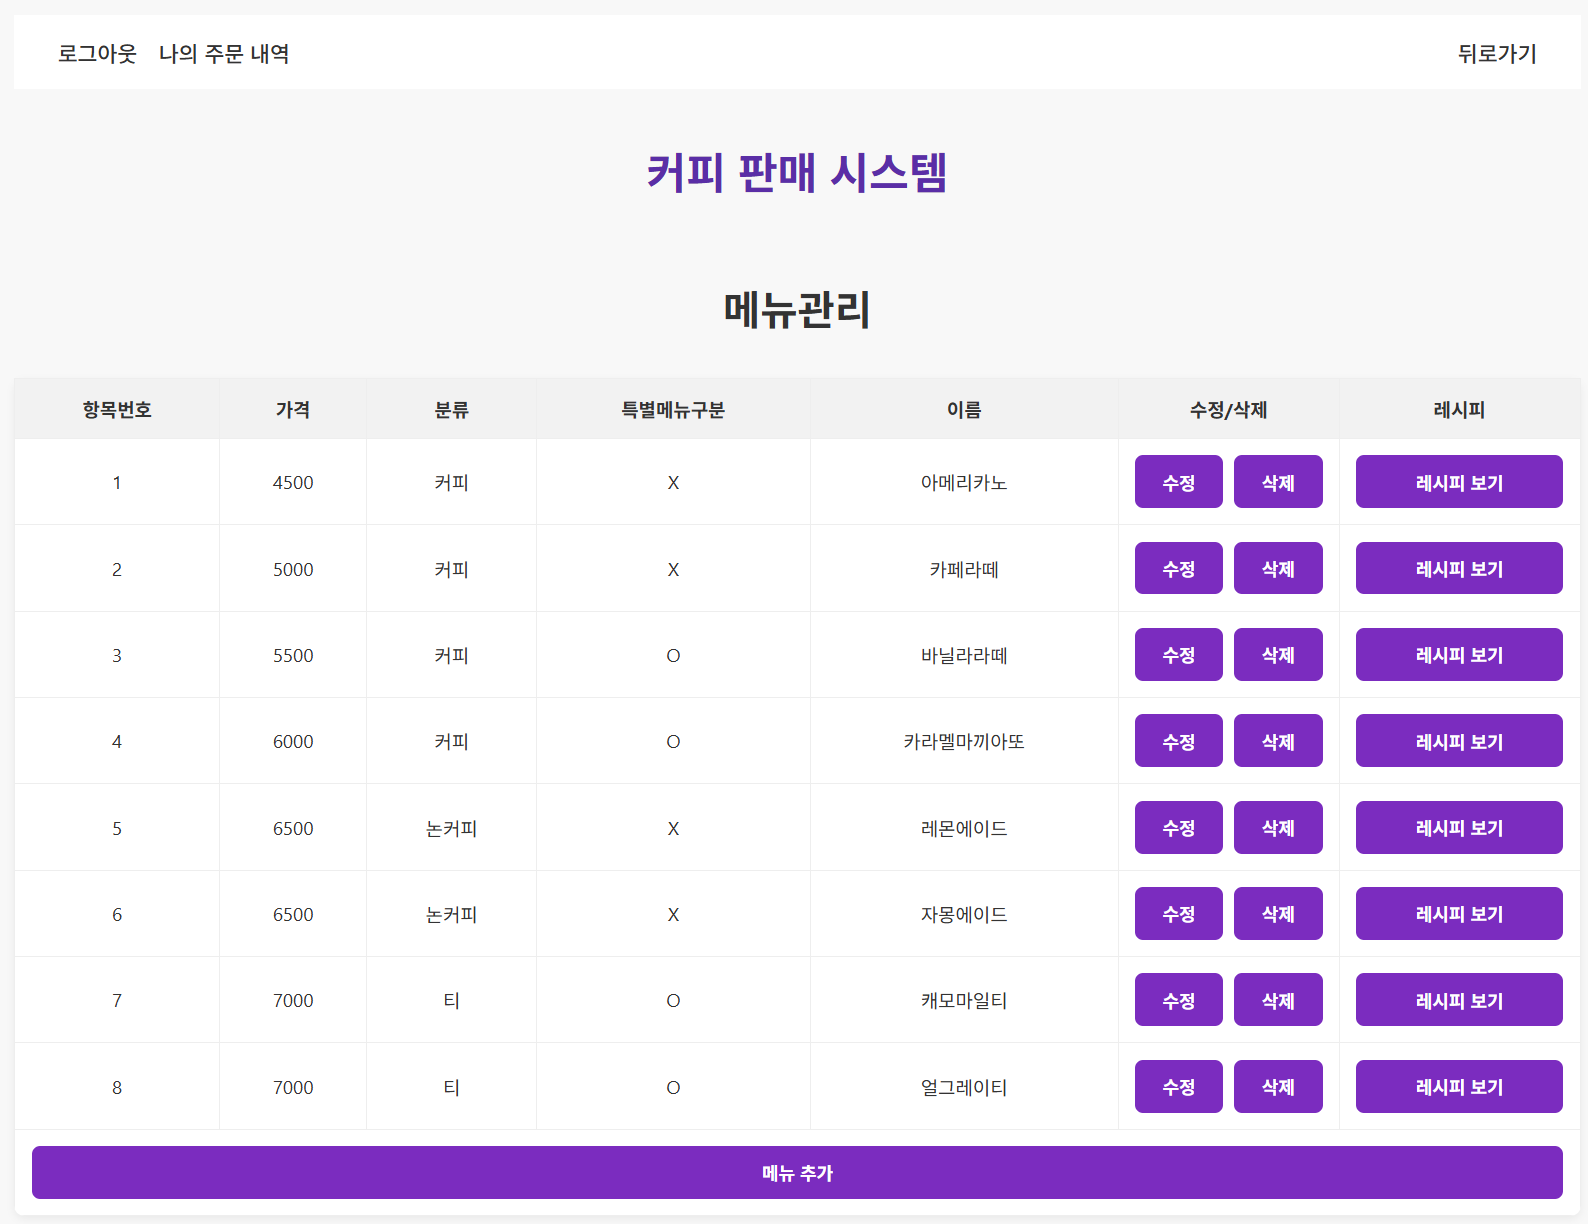 로그아웃 나의 주문 내역 뒤로가기
커피 판매 시스템
메뉴관리
항목번호 가격 분류 특별메뉴구분 이름 수정/삭제 레시피
1 4500 커피 X 아메리카노 수정 삭제 레시피 보기
2 5000 커피 X 카페라떼 수정 삭제 레시피 보기
3 5500 커피 O 바닐라라떼 수정 삭제 레시피 보기
4 6000 커피 O 카라멜마끼아또 수정 삭제 레시피 보기
5 6500 논커피 X 레몬에이드 수정 삭제 레시피 보기
6 6500 논커피 X 자몽에이드 수정 삭제 레시피 보기
7 7000 티 O 캐모마일티 수정 삭제 레시피 보기
8 7000 티 O 얼그레이티 수정 삭제 레시피 보기
메뉴 추가